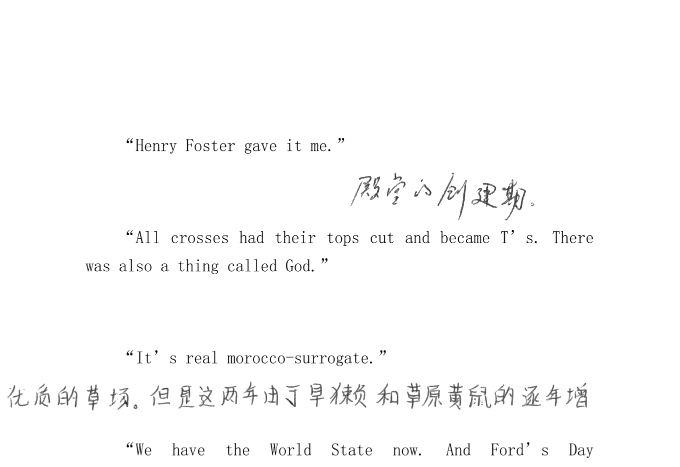 “Henry Foster gave it me.”
殿堂的创建期。
“All crosses had their tops cut and became T’s. There
was also a thing called God.”
“It’s real morocco-surrogate.”
优质的草场。但是这两年由于旱獭和草原黄鼠的逐年增
“We have the World State now. And Ford’s Day